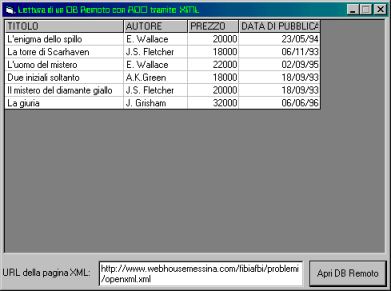 Lettura di un DB Remoto con ADO tramite XML
TITOLO AUTORE PREZZO DATA DI PUBBLICA
L'enigma dello spillo E. Wallace 20000 23/05/94
La torre di Scarhaven J.S. Fletcher 18000 06/11/93
L'uomo del mistero E. Wallace 22000 02/09/95
Due iniziali soltanto A.K.Green 18000 18/09/93
Il mistero del diamante giallo J.S. Fletcher 20000 18/09/93
La giuria J. Grisham 32000 06/06/96
URL della pagina XML: http://www.webhousemessina.com/fibiafbi/problemi
/openxml.xml
Apri DB Remoto